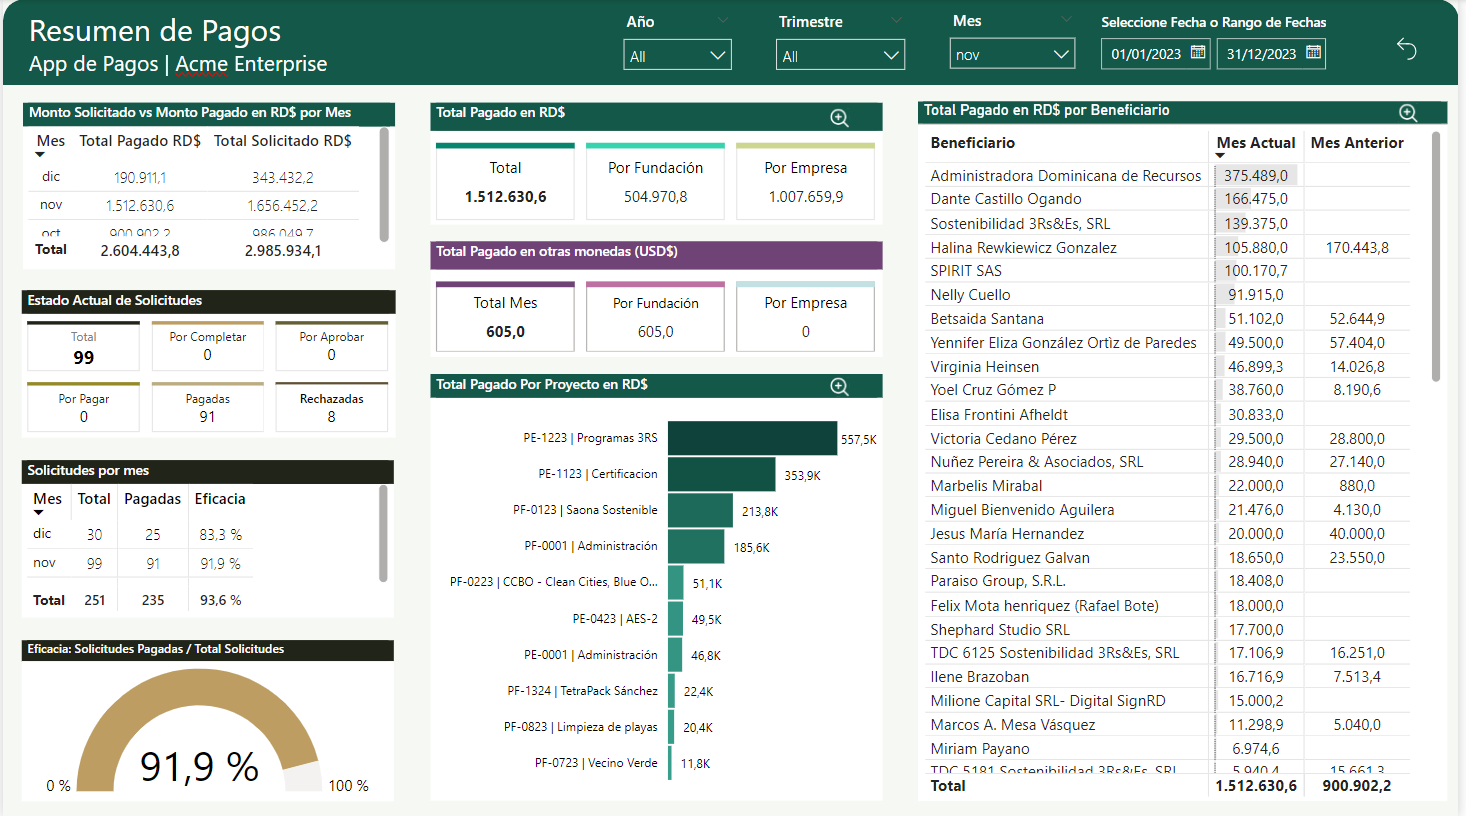 Resumen de Pagos
App de Pagos | Acme Enterprise
Año
All
Trimestre
All
Mes
nov
Seleccione Fecha o Rango de Fechas
01/01/2023
31/12/2023
Monto Solicitado vs Monto Pagado en RD$ por Mes
Mes Total Pagado RD$ Total Solicitado RD$
dic 190.911,1 343.432,2
nov 1.512.630,6 1.656.452,2
oct 900.902,2 986.049,7
Total 2.604.443,8 2.985.934,1
Estado Actual de Solicitudes
Total
99
Por Completar
0
Por Aprobar
0
Por Pagar
0
Pagadas
91
Rechazadas
8
Solicitudes por mes
Mes Total Pagadas Eficacia
dic 30 25 83,3 %
nov 99 91 91,9 %
Total 251 235 93,6 %
Eficacia: Solicitudes Pagadas / Total Solicitudes
91,9 %
0 %
100 %
Total Pagado en RD$
Total
1.512.630,6
Por Fundación
504.970,8
Por Empresa
1.007.659,9
Total Pagado en otras monedas (USD$)
Total Mes
605,0
Por Fundación
605,0
Por Empresa
0
Total Pagado Por Proyecto en RD$
PE-1223 | Programas 3RS 557,5K
PE-1123 | Certificacion 353,9K
PF-0123 | Saona Sostenible 213,8K
PF-0001 | Administración 185,6K
PF-0223 | CCBO - Clean Cities, Blue O... 51,1K
PE-0423 | AES-2 49,5K
PE-0001 | Administración 46,8K
PF-1324 | TetraPack Sánchez 22,4K
PF-0823 | Limpieza de playas 20,4K
PF-0723 | Vecino Verde 11,8K
Total Pagado en RD$ por Beneficiario
Beneficiario Mes Actual Mes Anterior
Administradora Dominicana de Recursos 375.489,0
Dante Castillo Ogando 166.475,0
Sostenibilidad 3Rs&Es, SRL 139.375,0
Halina Rewkiewicz Gonzalez 105.880,0 170.443,8
SPIRIT SAS 100.170,7
Nelly Cuello 91.915,0
Betsaida Santana 51.102,0 52.644,9
Yennifer Eliza González Ortìz de Paredes 49.500,0 57.404,0
Virginia Heinsen 46.899,3 14.026,8
Yoel Cruz Gómez P 38.760,0 8.190,6
Elisa Frontini Afheldt 30.833,0
Victoria Cedano Pérez 29.500,0 28.800,0
Nuñez Pereira & Asociados, SRL 28.940,0 27.140,0
Marbelis Mirabal 22.000,0 880,0
Miguel Bienvenido Aguilera 21.476,0 4.130,0
Jesus María Hernandez 20.000,0 40.000,0
Santo Rodriguez Galvan 18.650,0 23.550,0
Paraiso Group, S.R.L. 18.408,0
Felix Mota henriquez (Rafael Bote) 18.000,0
Shephard Studio SRL 17.700,0
TDC 6125 Sostenibilidad 3Rs&Es, SRL 17.106,9 16.251,0
Ilene Brazoban 16.716,9 7.513,4
Milione Capital SRL- Digital SignRD 15.000,2
Marcos A. Mesa Vásquez 11.298,9 5.040,0
Miriam Payano 6.974,6
TDC 5181 Sostenibilidad 3Rs&Es, SRL 5.940,4 15.661,3
Total 1.512.630,6 900.902,2